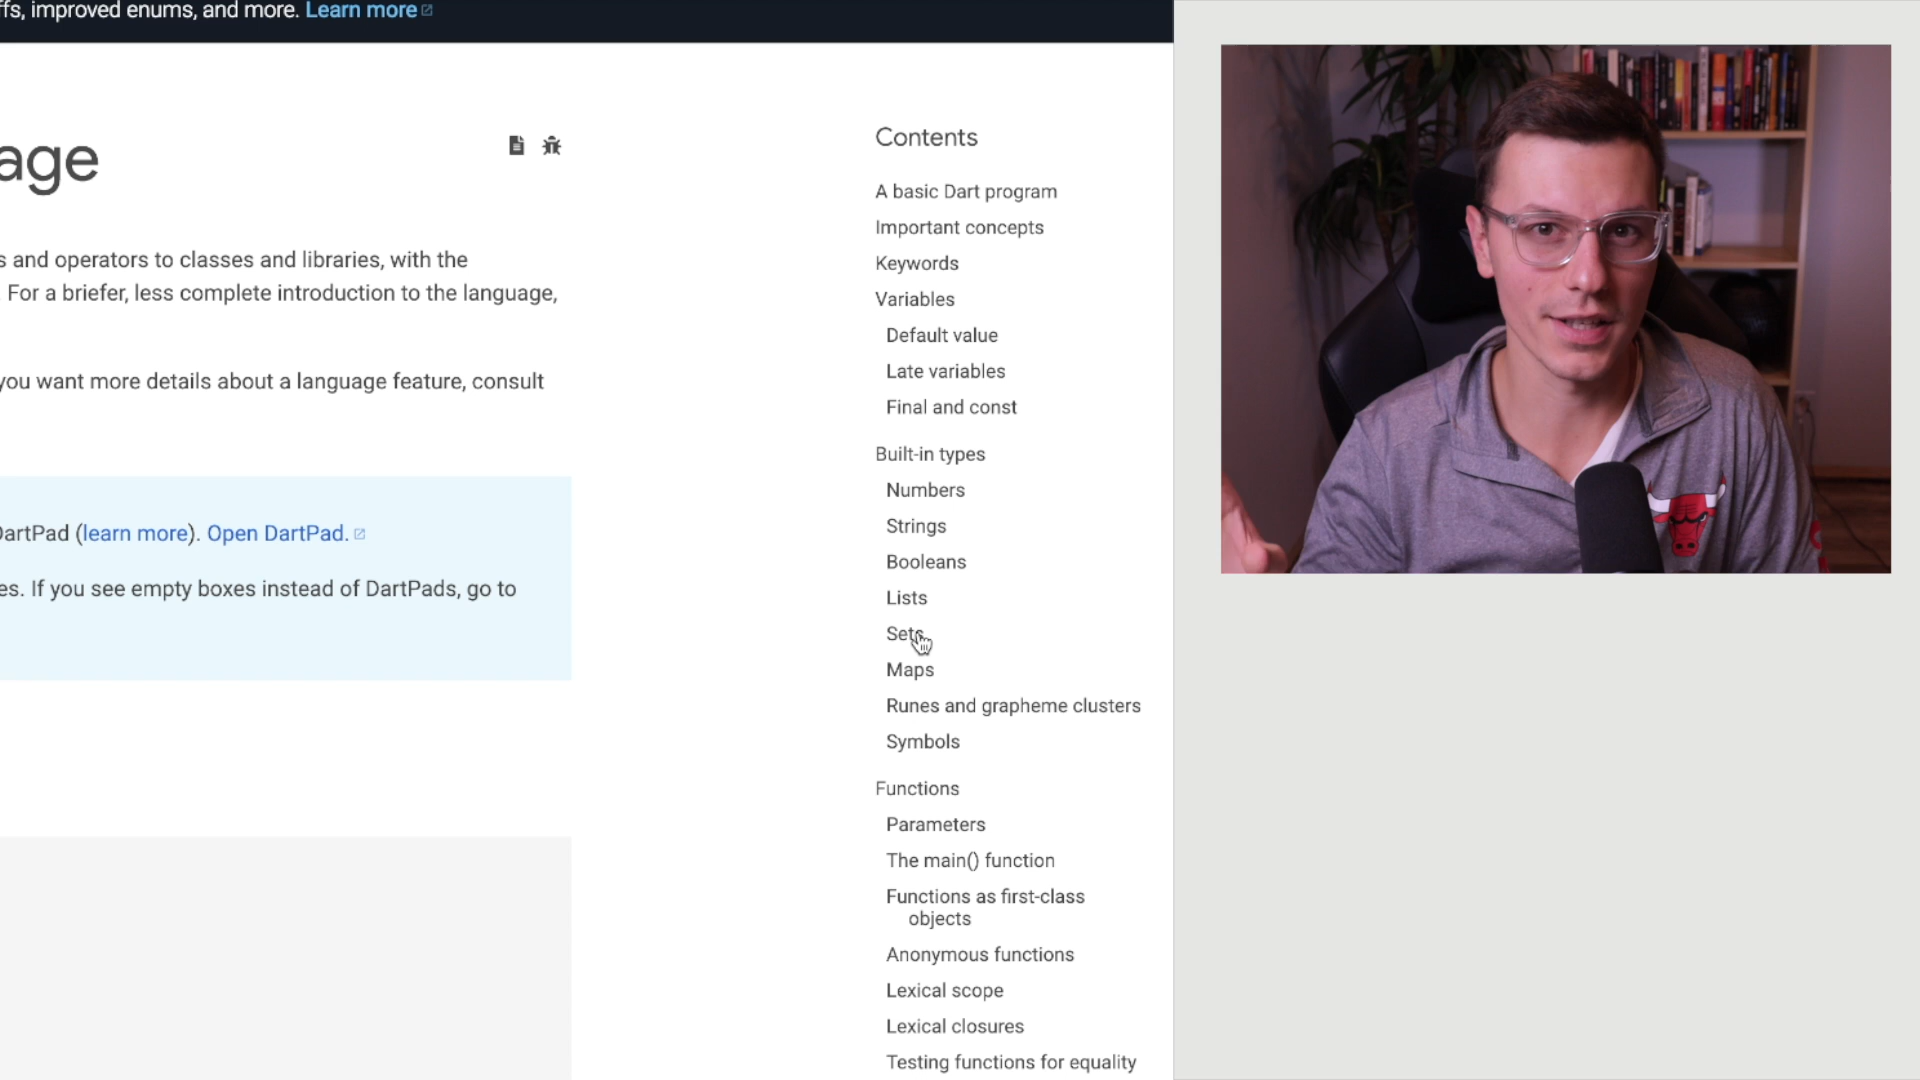 ffs, improved enums, and more. Learn more
age
s and operators to classes and libraries, with the
For a briefer, less complete introduction to the language,
you want more details about a language feature, consult
DartPad (learn more). Open DartPad.
es. If you see empty boxes instead of DartPads, go to
Contents
A basic Dart program
Important concepts
Keywords
Variables
Default value
Late variables
Final and const
Built-in types
Numbers
Strings
Booleans
Lists
Sets
Maps
Runes and grapheme clusters
Symbols
Functions
Parameters
The main() function
Functions as first-class
objects
Anonymous functions
Lexical scope
Lexical closures
Testing functions for equality